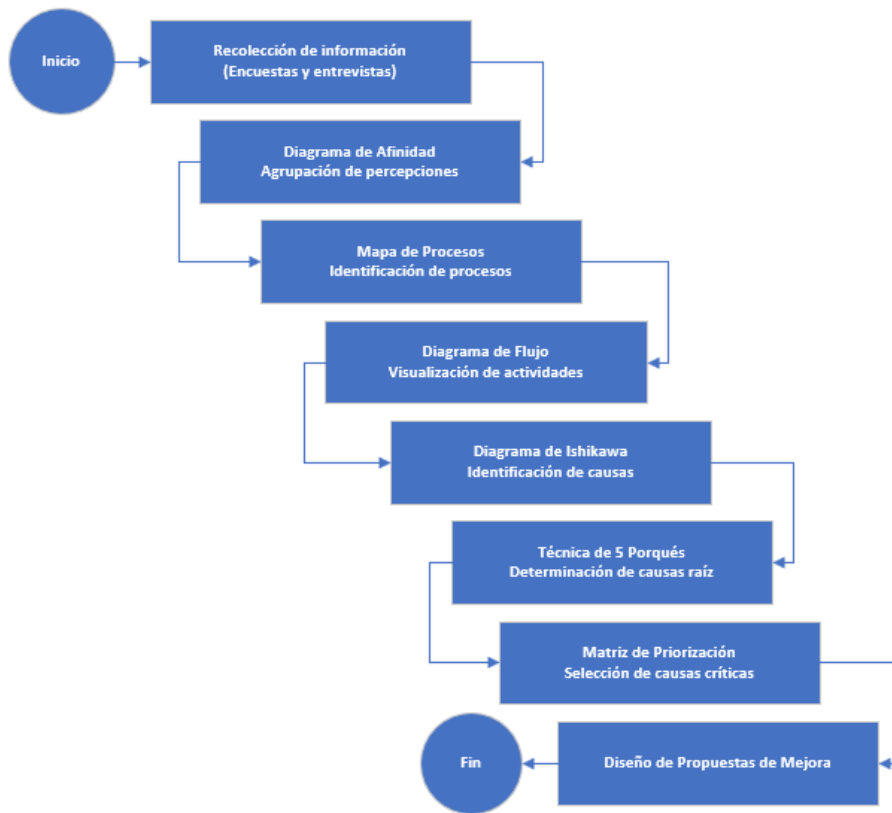 Inicio
Recolección de información
(Encuestas y entrevistas)
Diagrama de Afinidad
Agrupación de percepciones
Mapa de Procesos
Identificación de procesos
Diagrama de Flujo
Visualización de actividades
Diagrama de Ishikawa
Identificación de causas
Técnica de 5 Porqués
Determinación de causas raíz
Matriz de Priorización
Selección de causas críticas
Diseño de Propuestas de Mejora
Fin